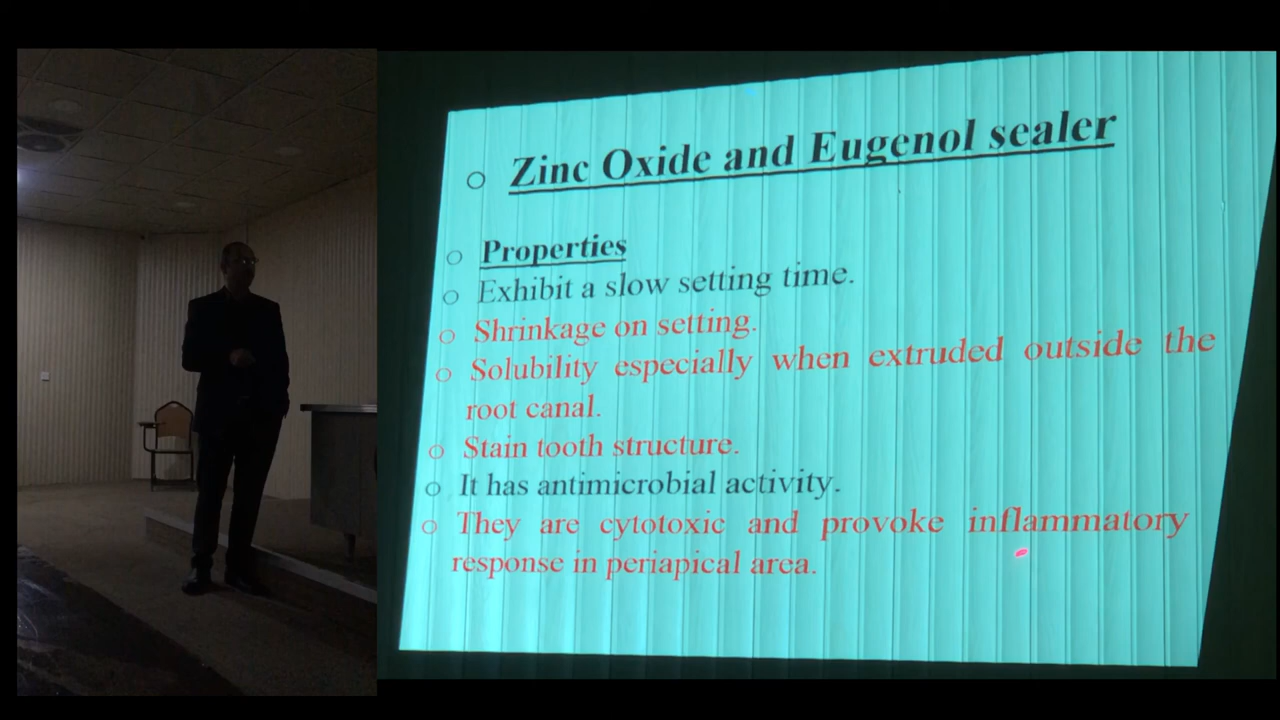 Zinc Oxide and Eugenol sealer
Properties
Exhibit a slow setting time.
Shrinkage on setting.
Solubility especially when extruded outside the
root canal.
Stain tooth structure.
It has antimicrobial activity.
They are cytotoxic and provoke inflammatory
response in periapical area.